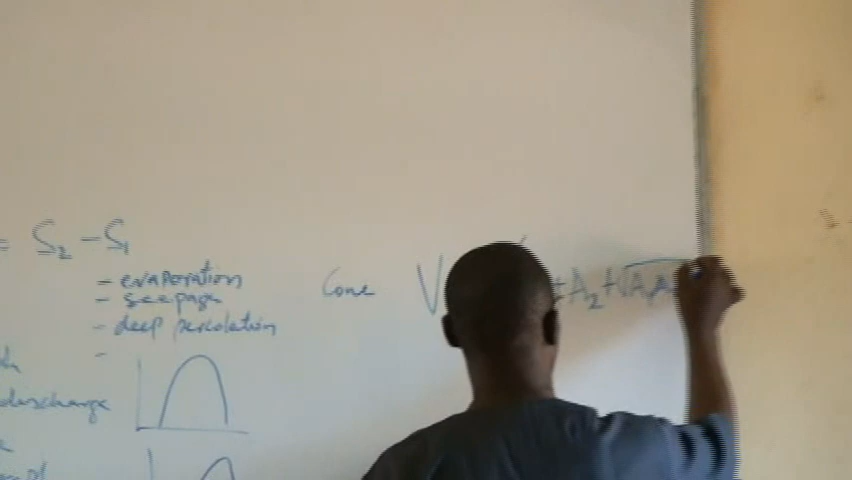 = S2 - S1
- evaporation
- seepage
- deep percolation
-
discharge
Cone V + A2 + √A1A